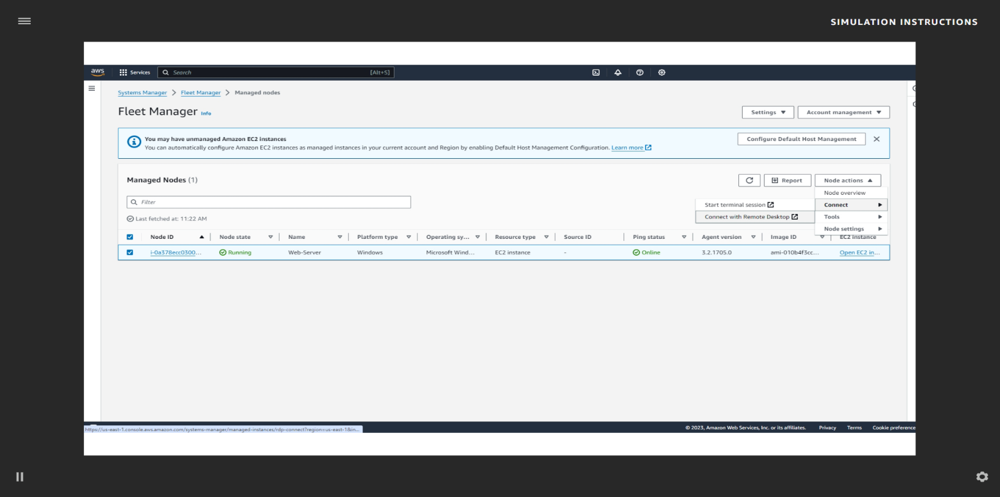 SIMULATION INSTRUCTIONS
aws Services Search [Alt+S]
Systems Manager Fleet Manager Managed nodes
Fleet Manager Info
Settings Account management
You may have unmanaged Amazon EC2 instances
You can automatically configure Amazon EC2 instances as managed instances in your current account and Region by enabling Default Host Management Configuration. Learn more
Configure Default Host Management
Managed Nodes (1)
Report Node actions
Node overview
Filter
Start terminal session Connect
Connect with Remote Desktop Tools
Last fetched at: 11:22 AM
Node settings
Node ID Node state Name Platform type Operating sy... Resource type Source ID Ping status Agent version Image ID EC2 instance
i-0a378ecc0300... Running Web-Server Windows Microsoft Wind... EC2 instance - Online 3.2.1705.0 ami-010b4f3cc... Open EC2 in...
https://us-east-1.console.aws.amazon.com/systems-manager/managed-instances/rdp-connect?region=us-east-1&in...
© 2023, Amazon Web Services, Inc. or its affiliates. Privacy Terms Cookie preference